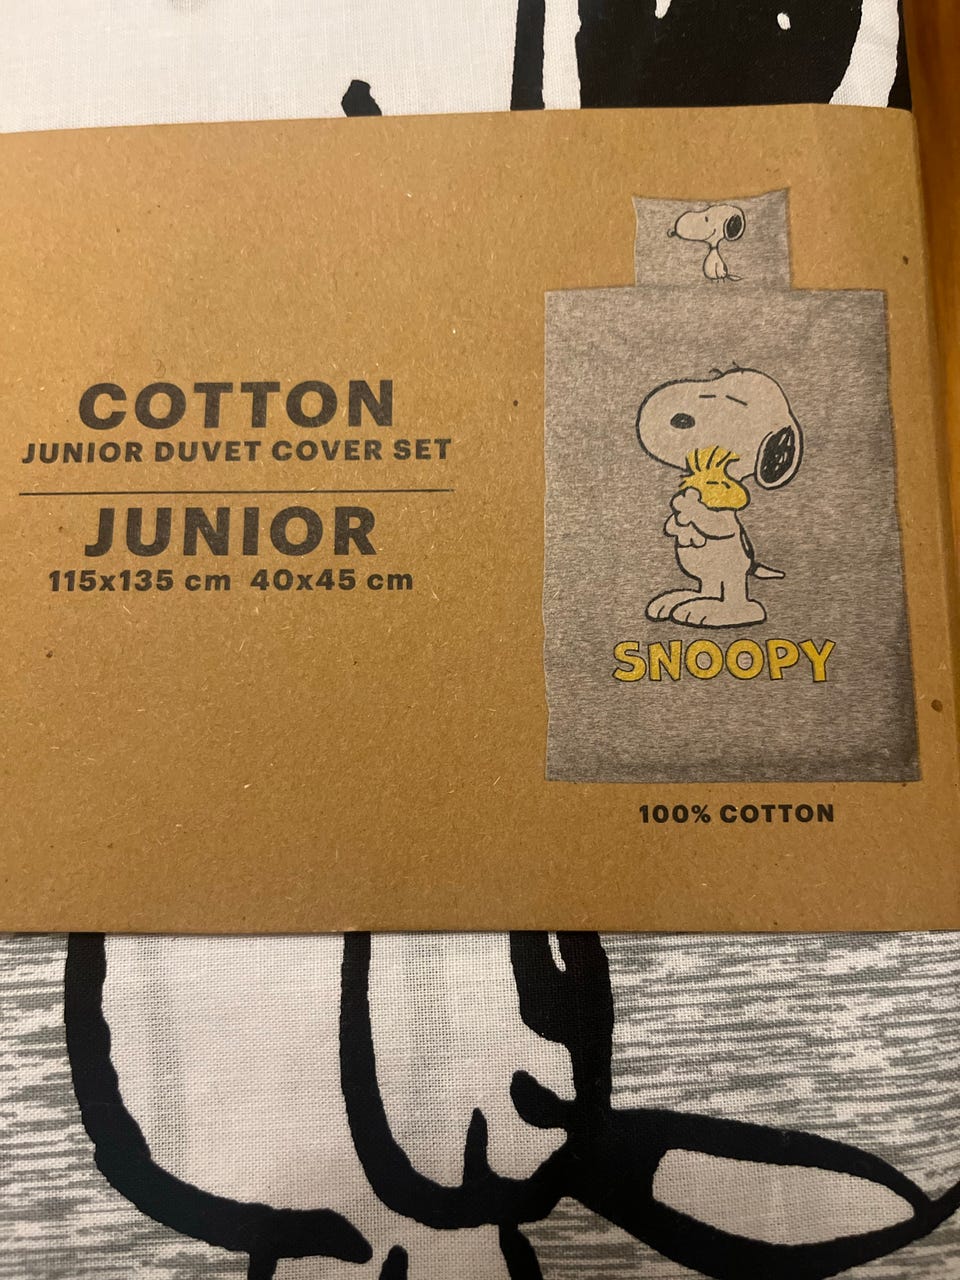 COTTON
JUNIOR DUVET COVER SET
JUNIOR
115x135 cm 40x45 cm
SNOOPY
100% COTTON